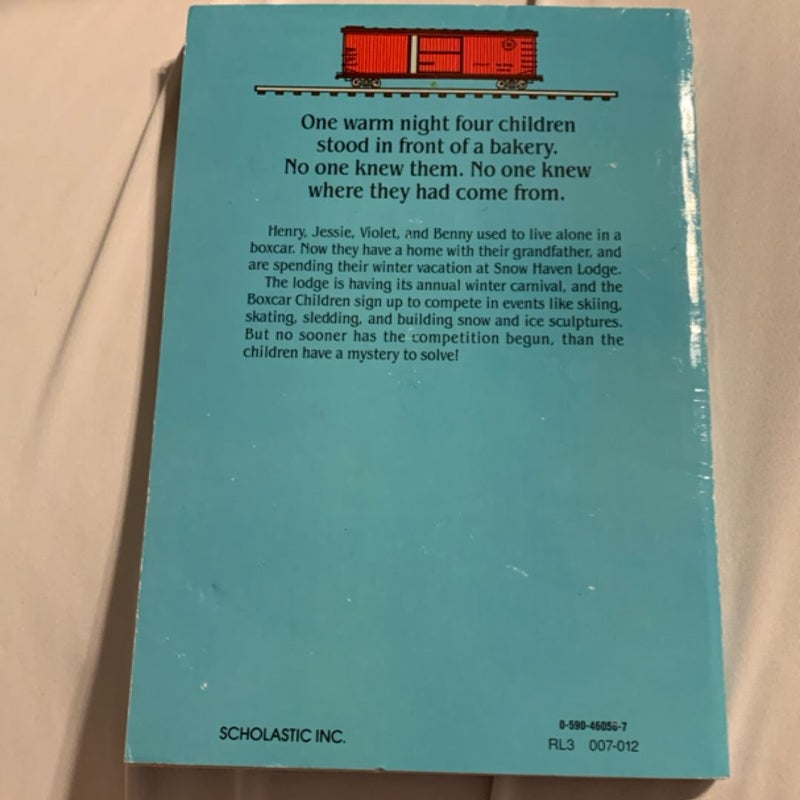 One warm night four children
stood in front of a bakery.
No one knew them. No one knew
where they had come from.
Henry, Jessie, Violet, and Benny used to live alone in a
boxcar. Now they have a home with their grandfather, and
are spending their winter vacation at Snow Haven Lodge.
The lodge is having its annual winter carnival, and the
Boxcar Children sign up to compete in events like skiing,
skating, sledding, and building snow and ice sculptures.
But no sooner has the competition begun, than the
children have a mystery to solve!
SCHOLASTIC INC.
0-590-46056-7
RL3 007-012